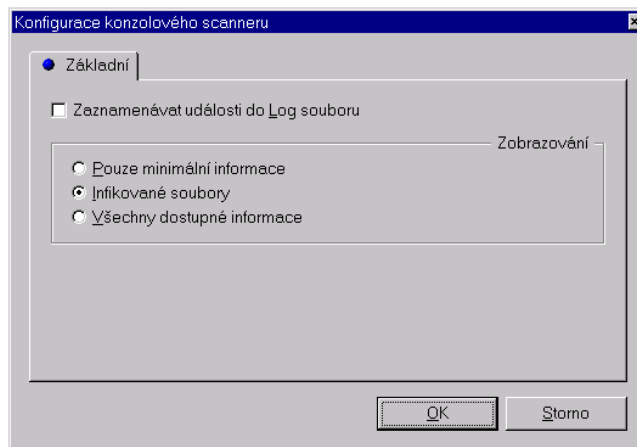 Konfigurace konzolového scanneru
Základní
Zaznamenávat události do Log souboru
Zobrazování
Pouze minimální informace
Infikované soubory
Všechny dostupné informace
OK
Storno